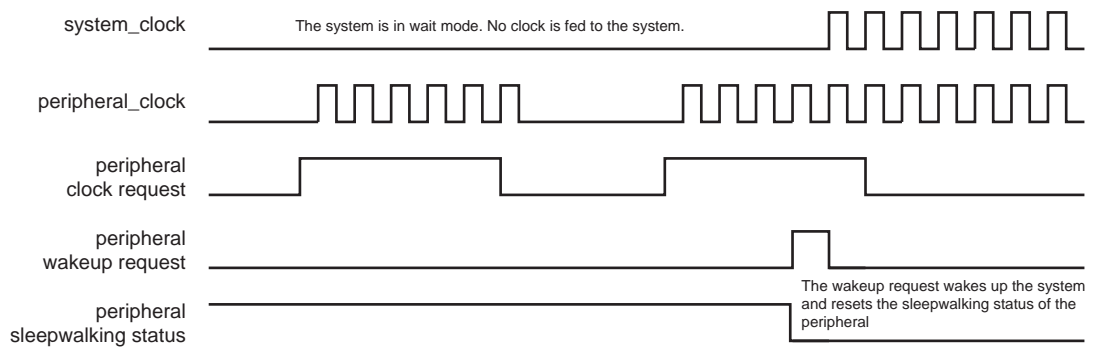 system_clock
The system is in wait mode. No clock is fed to the system.
peripheral_clock
peripheral
clock request
peripheral
wakeup request
The wakeup request wakes up the system
and resets the sleepwalking status of the
peripheral
peripheral
sleepwalking status